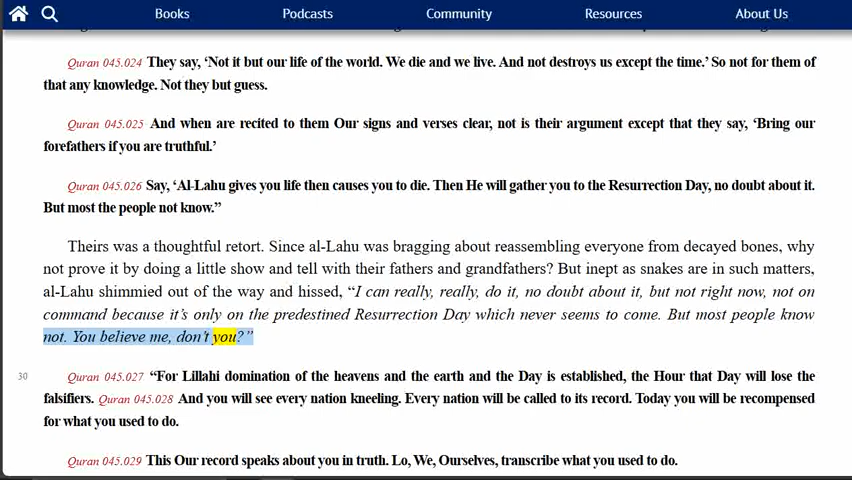 Books Podcasts Community Resources About Us
Quran 045.024 They say, ‘Not it but our life of the world. We die and we live. And not destroys us except the time.’ So not for them of
that any knowledge. Not they but guess.
Quran 045.025 And when are recited to them Our signs and verses clear, not is their argument except that they say, ‘Bring our
forefathers if you are truthful.’
Quran 045.026 Say, ‘Al-Lahu gives you life then causes you to die. Then He will gather you to the Resurrection Day, no doubt about it.
But most the people not know.”
Theirs was a thoughtful retort. Since al-Lahu was bragging about reassembling everyone from decayed bones, why
not prove it by doing a little show and tell with their fathers and grandfathers? But inept as snakes are in such matters,
al-Lahu shimmied out of the way and hissed, “I can really, really, do it, no doubt about it, but not right now, not on
command because it’s only on the predestined Resurrection Day which never seems to come. But most people know
not. You believe me, don’t you?”
30 Quran 045.027 “For Lillahi domination of the heavens and the earth and the Day is established, the Hour that Day will lose the
falsifiers. Quran 045.028 And you will see every nation kneeling. Every nation will be called to its record. Today you will be recompensed
for what you used to do.
Quran 045.029 This Our record speaks about you in truth. Lo, We, Ourselves, transcribe what you used to do.